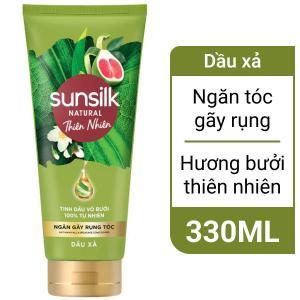 sunsilk
NATURAL
Thiên Nhiên
TINH DẦU VỎ BƯỞI
100% TỰ NHIÊN
NGĂN GÃY RỤNG TÓC
DẦU XẢ
Dầu xả
Ngăn tóc
gãy rụng
Hương bưởi
thiên nhiên
330ML